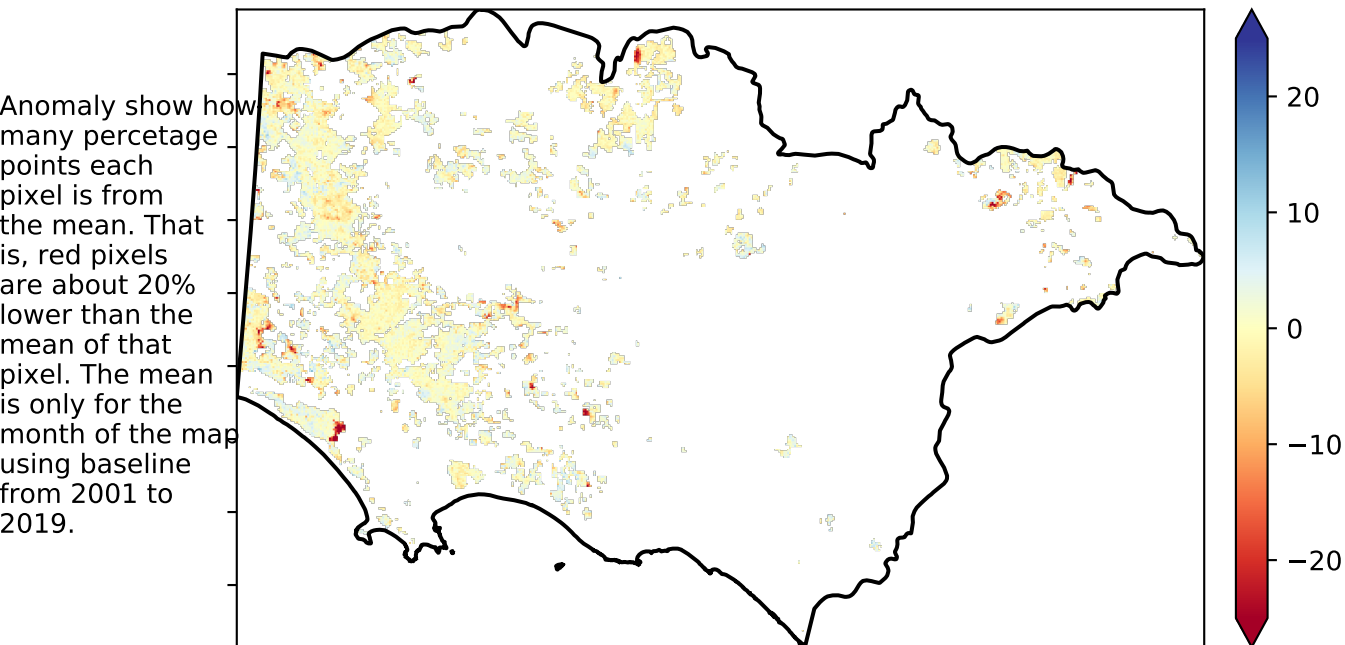 Anomaly show how
many percetage
points each
pixel is from
the mean. That
is, red pixels
are about 20%
lower than the
mean of that
pixel. The mean
is only for the
month of the map
using baseline
from 2001 to
2019.
20
10
0
−10
−20